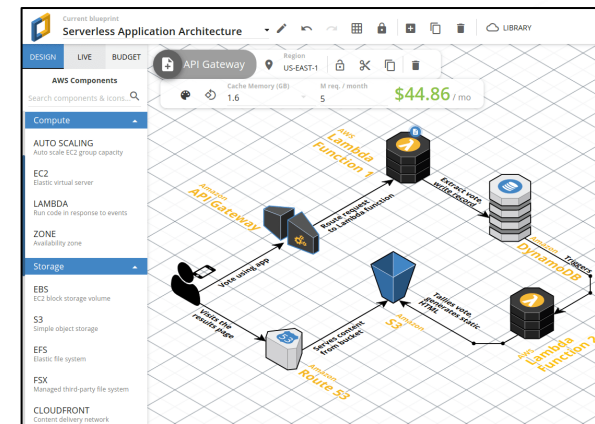 Current blueprint
Serverless Application Architecture
LIBRARY
DESIGN
LIVE
BUDGET
AWS Components
Search components & icons...
Compute
AUTO SCALING
Auto scale EC2 group capacity
EC2
Elastic virtual server
LAMBDA
Run code in response to events
ZONE
Availability zone
Storage
EBS
EC2 block storage volume
S3
Simple object storage
EFS
Elastic file system
FSX
Managed third-party file system
CLOUDFRONT
Content delivery network
API Gateway
Region
US-EAST-1
Cache Memory (GB)
1.6
M req. / month
5
$44.86 / mo
AWS
Lambda
Function 1
Extract vote,
write record
Amazon
API Gateway
Route request
to Lambda function
Amazon
DynamoDB
Triggers
Vote using app
Visits the
results page
53
Amazon
Route 53
Serves content
from bucket
Amazon
S3
Tallies vote,
generates static
HTML
AWS
Lambda
Function 2